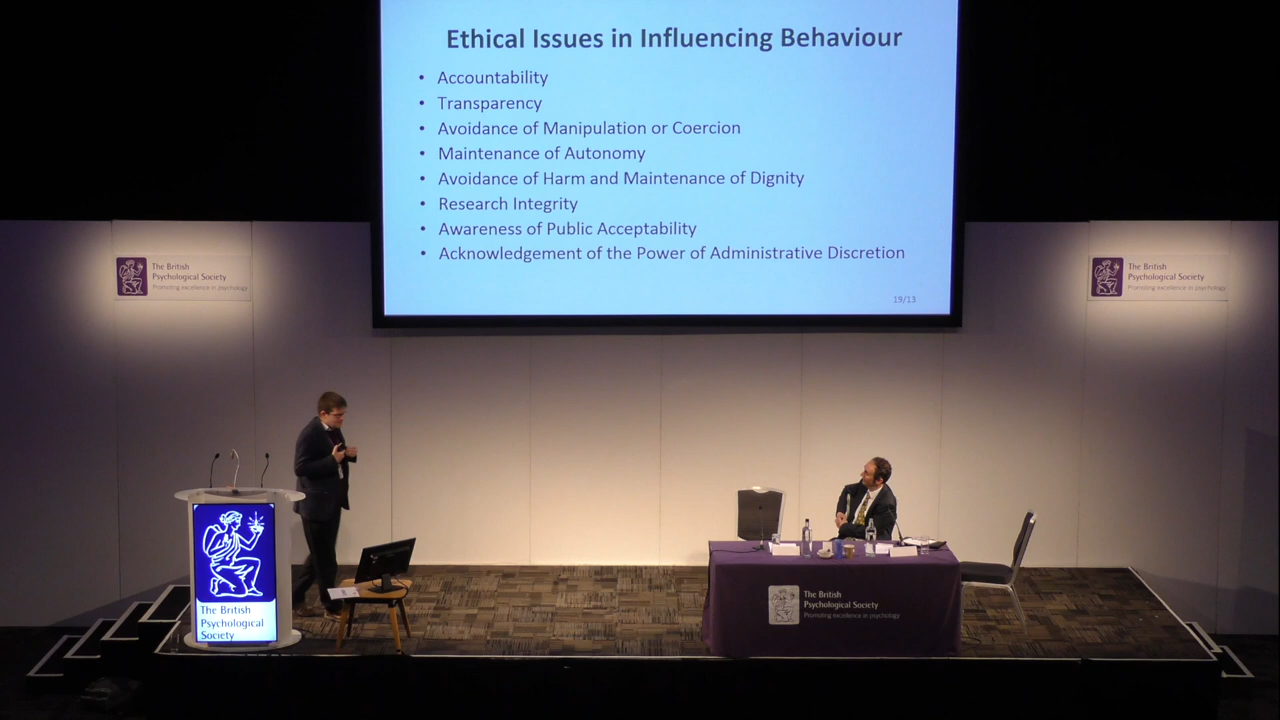 Ethical Issues in Influencing Behaviour
• Accountability
• Transparency
• Avoidance of Manipulation or Coercion
• Maintenance of Autonomy
• Avoidance of Harm and Maintenance of Dignity
• Research Integrity
• Awareness of Public Acceptability
• Acknowledgement of the Power of Administrative Discretion
19/13
The British
Psychological Society
Promoting excellence in psychology
The British
Psychological Society
Promoting excellence in psychology
The British
Psychological
Society
The British
Psychological Society
Promoting excellence in psychology